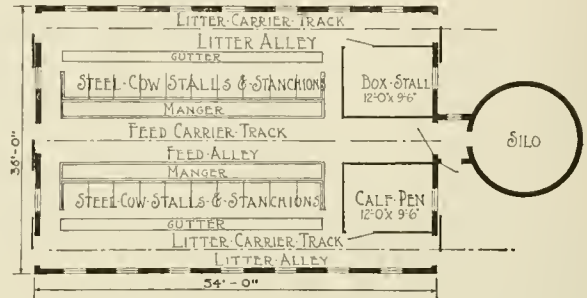 LITTER-CARRIER-TRACK
LITTER ALLEY
GUTTER
STEEL-COW STALLS & STANCHIONS
BOX-STALL
12'-0"x 9'-6"
MANGER
FEED CARRIER-TRACK
SILO
36'-0"
FEED-ALLEY
MANGER
STEEL-COW-STALLS & STANCHIONS
CALF-PEN
12'-0"x 9'-6"
GUTTER
LITTER-CARRIER-TRACK
LITTER-ALLEY
54'-0"